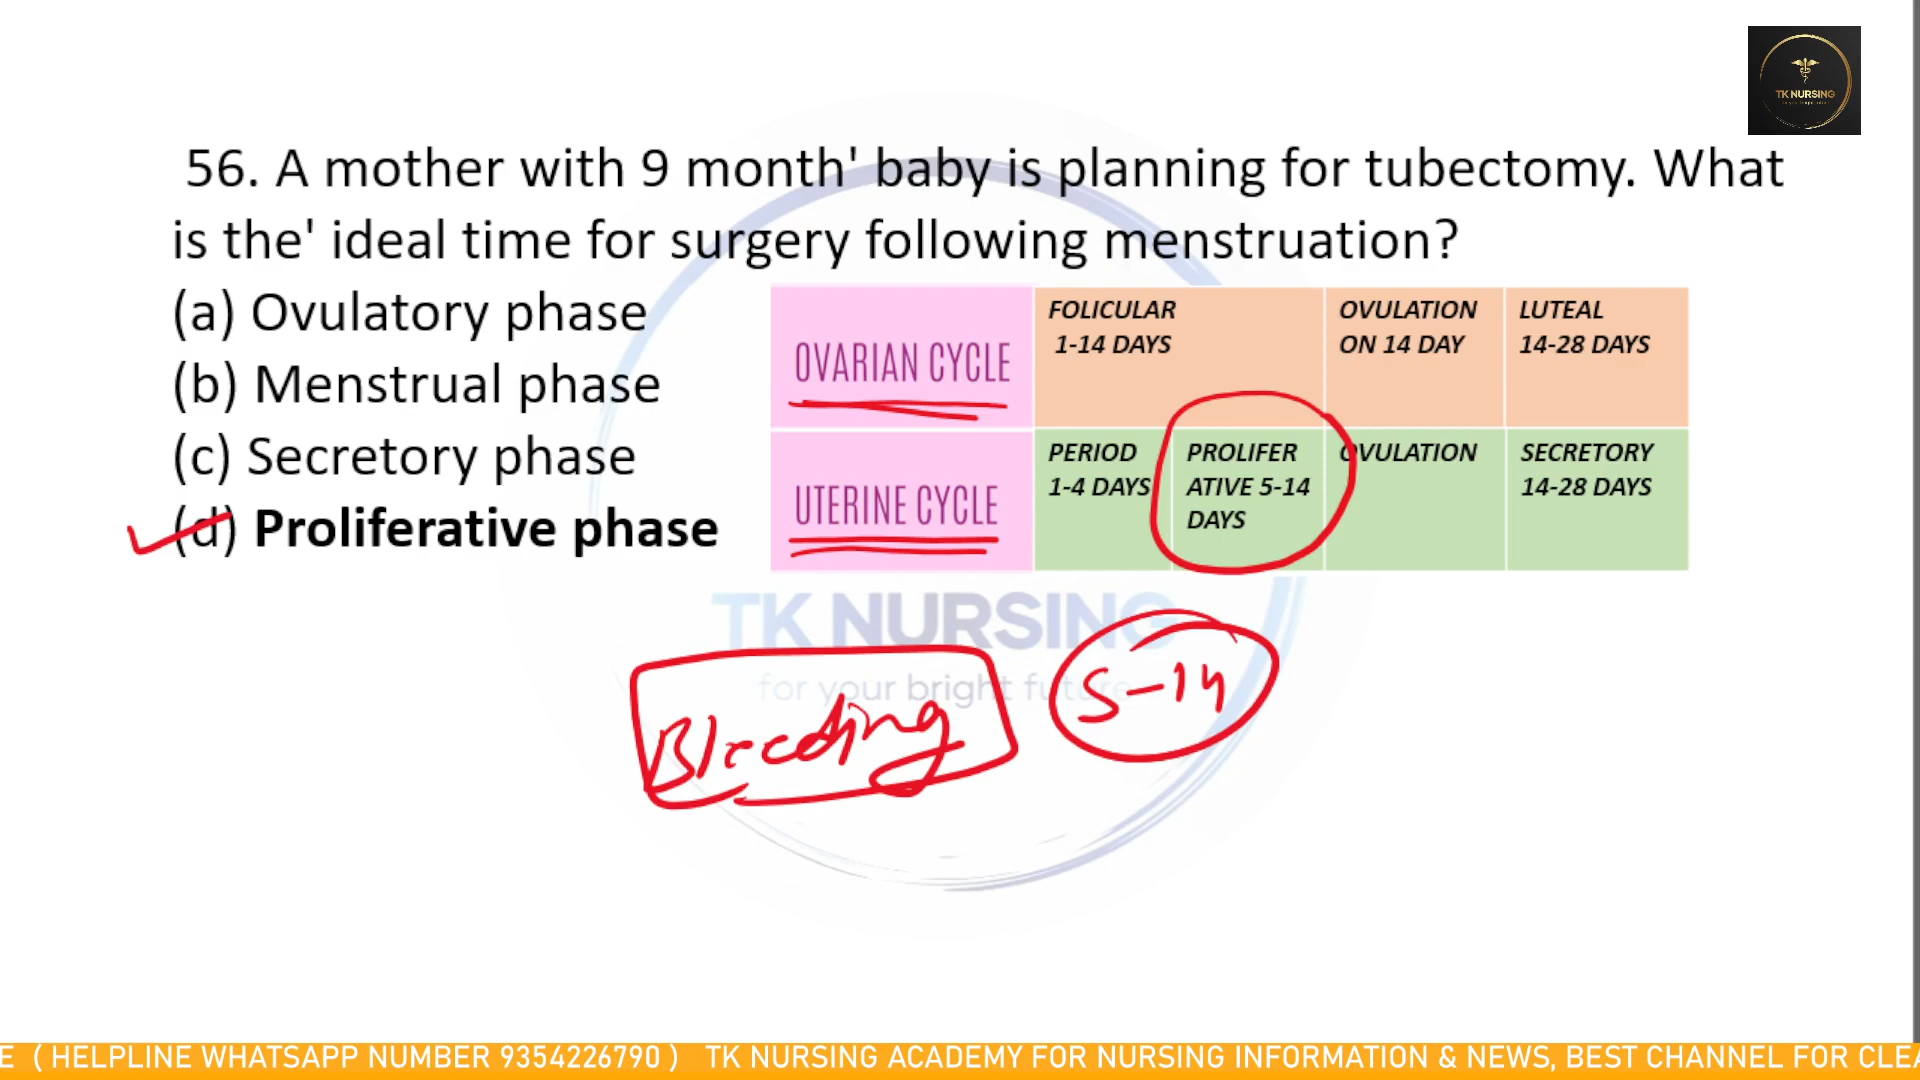 TK NURSING
56. A mother with 9 month' baby is planning for tubectomy. What
is the' ideal time for surgery following menstruation?
(a) Ovulatory phase
(b) Menstrual phase
(c) Secretory phase
(d) Proliferative phase
OVARIAN CYCLE
FOLICULAR
1-14 DAYS
OVULATION
ON 14 DAY
LUTEAL
14-28 DAYS
UTERINE CYCLE
PERIOD
1-4 DAYS
PROLIFER
ATIVE 5-14
DAYS
OVULATION
SECRETORY
14-28 DAYS
TK NURSING
for your bright future
Bleeding
5-14
E ( HELPLINE WHATSAPP NUMBER 9354226790 ) TK NURSING ACADEMY FOR NURSING INFORMATION & NEWS, BEST CHANNEL FOR CLEA